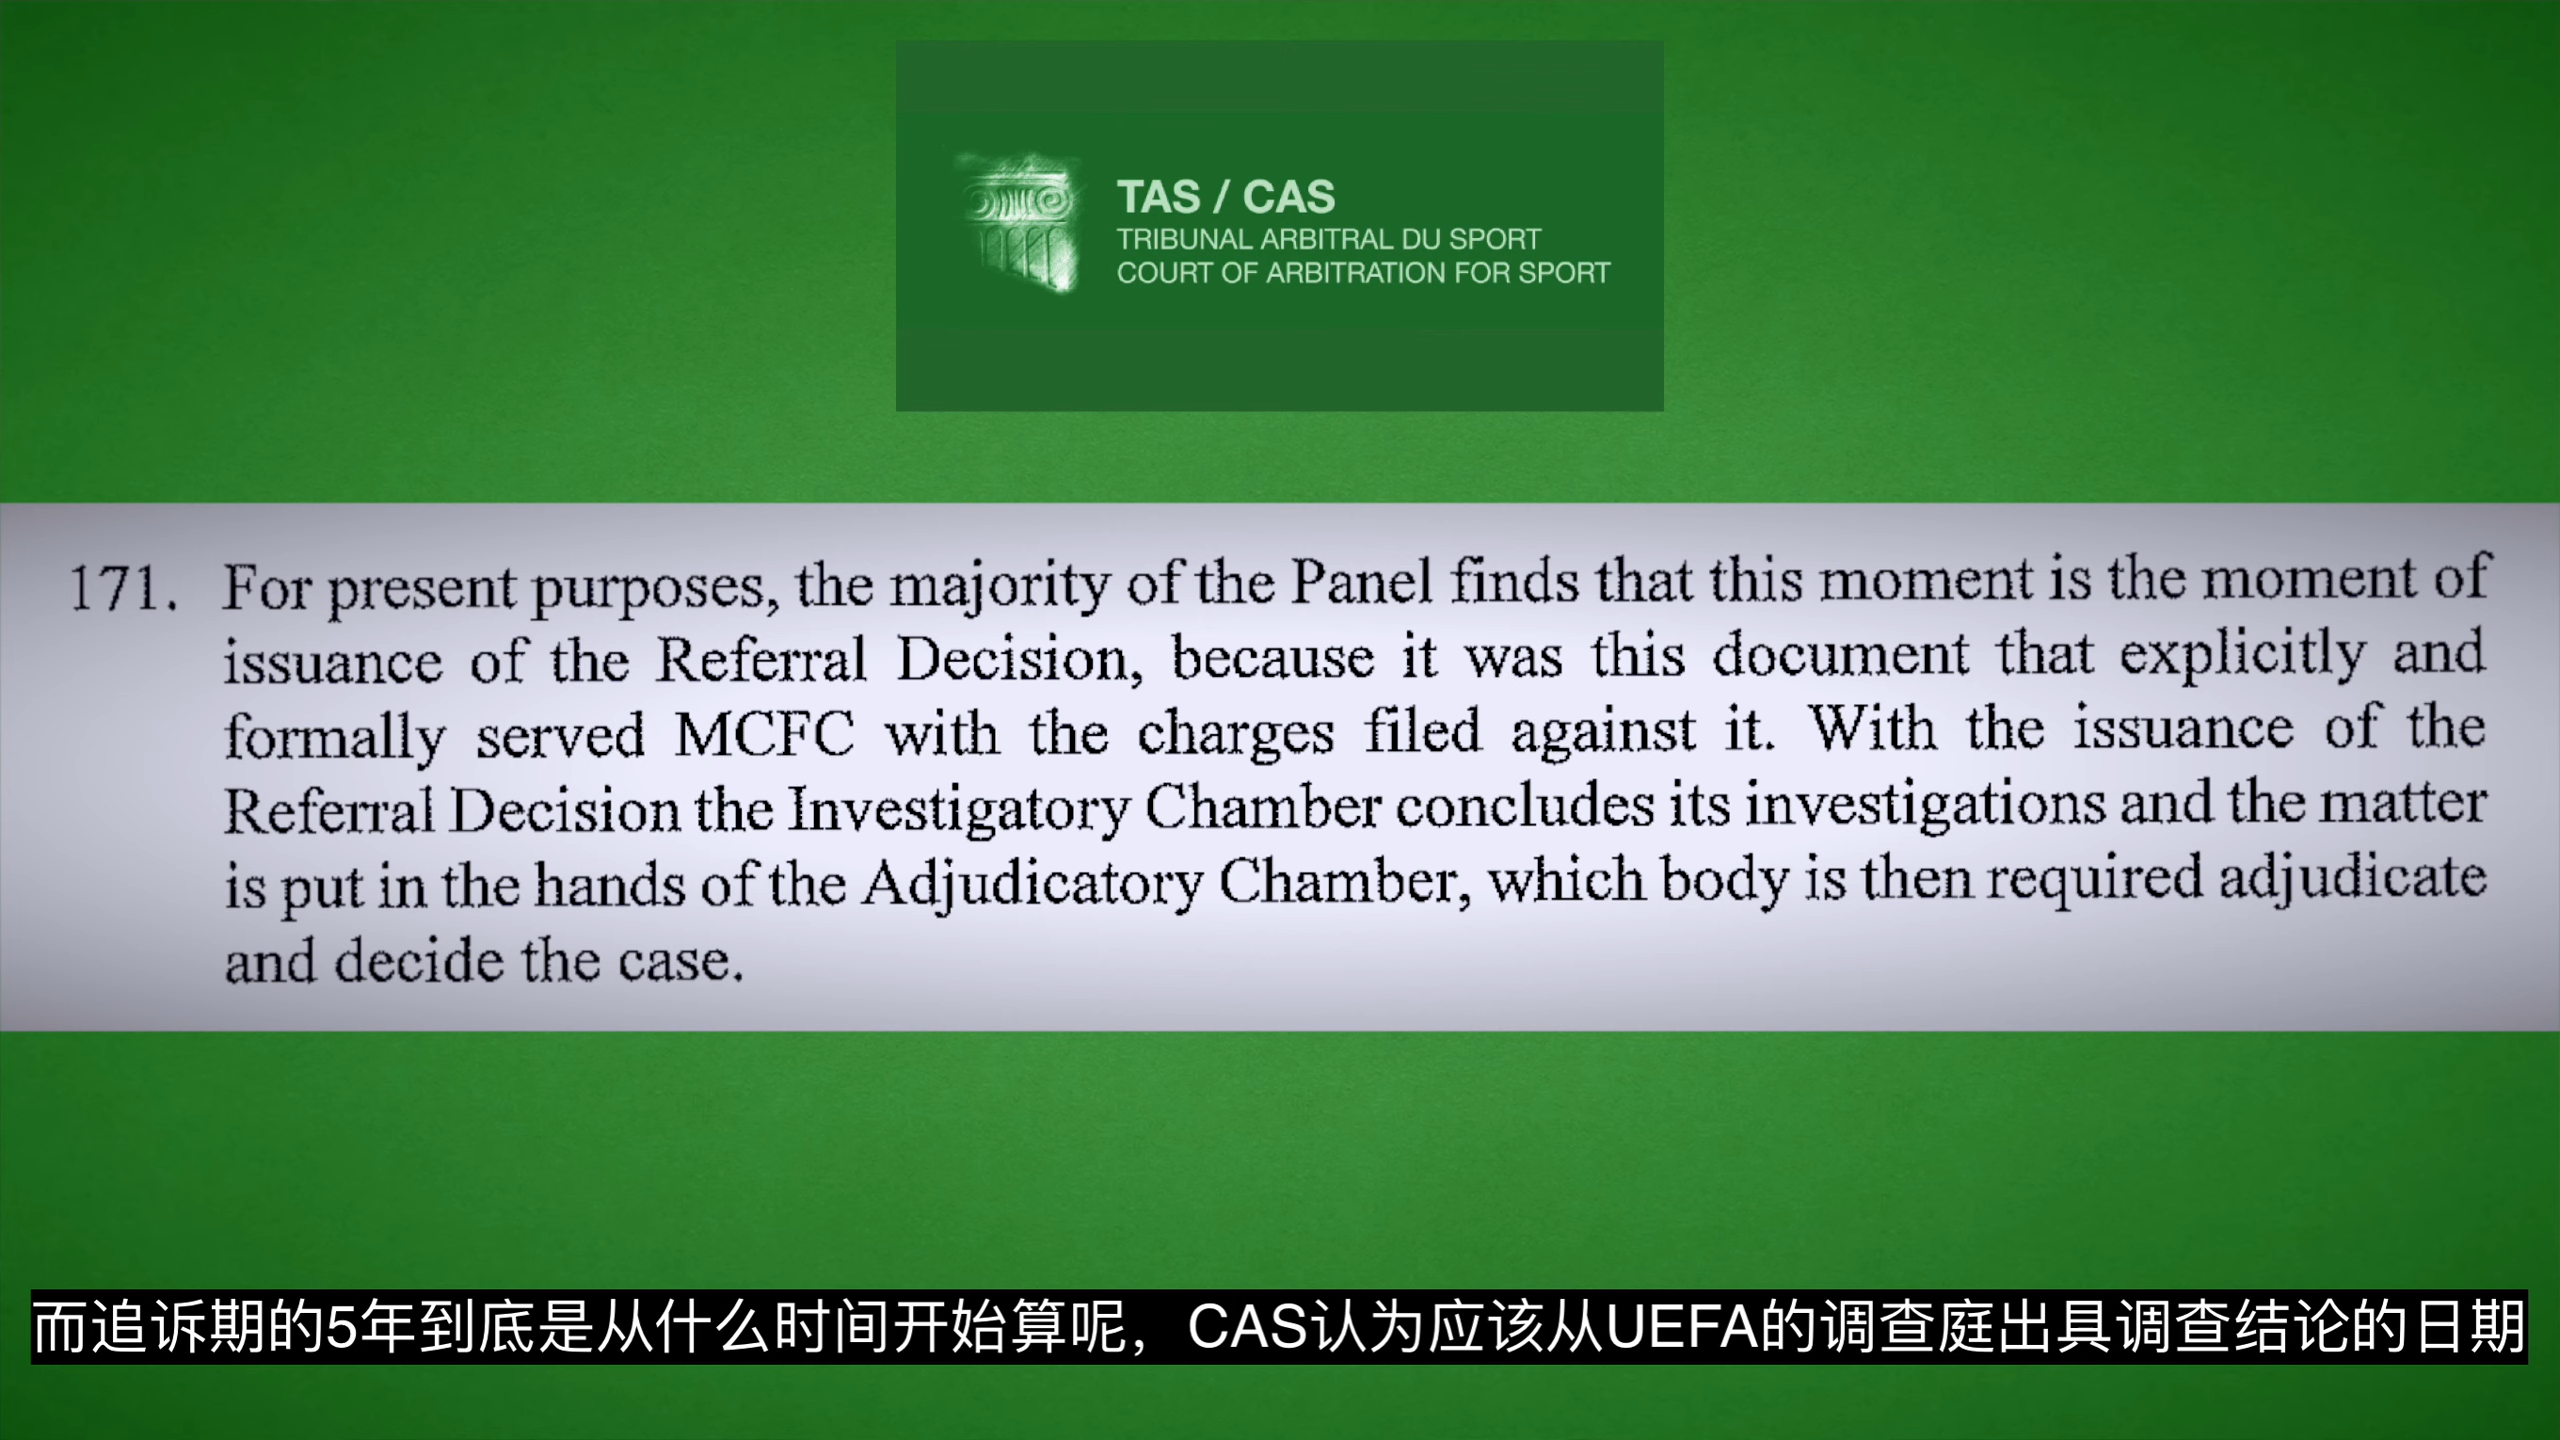 TAS / CAS
TRIBUNAL ARBITRAL DU SPORT
COURT OF ARBITRATION FOR SPORT
171. For present purposes, the majority of the Panel finds that this moment is the moment of
issuance of the Referral Decision, because it was this document that explicitly and
formally served MCFC with the charges filed against it. With the issuance of the
Referral Decision the Investigatory Chamber concludes its investigations and the matter
is put in the hands of the Adjudicatory Chamber, which body is then required adjudicate
and decide the case.
而追诉期的5年到底是从什么时间开始算呢，CAS认为应该从UEFA的调查庭出具调查结论的日期